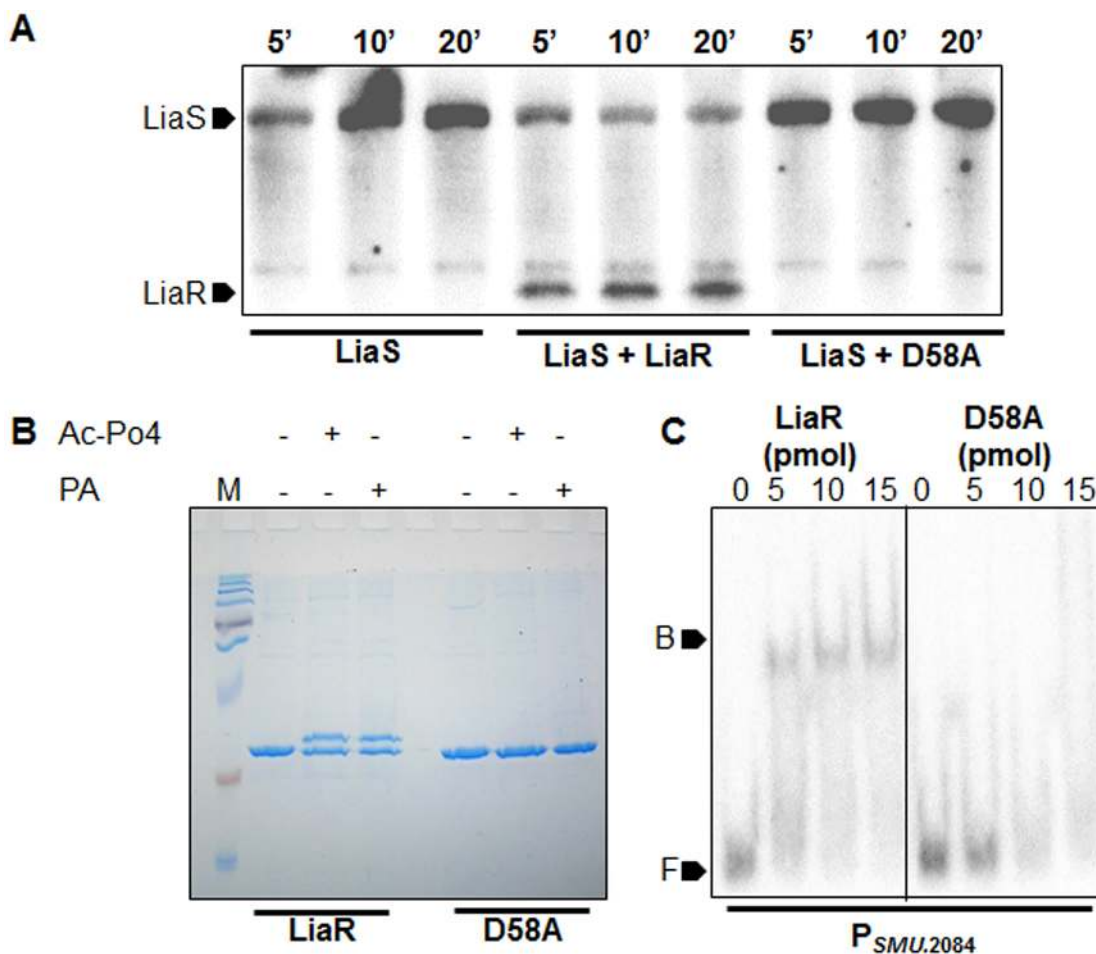 A
5’ 10’ 20’ 5’ 10’ 20’ 5’ 10’ 20’
LiaS
LiaR
LiaS LiaS + LiaR LiaS + D58A
B
Ac-Po4 - + - - + -
PA M - - + - - +
LiaR D58A
C
LiaR (pmol) D58A (pmol)
0 5 10 15 0 5 10 15
B
F
PSMU.2084